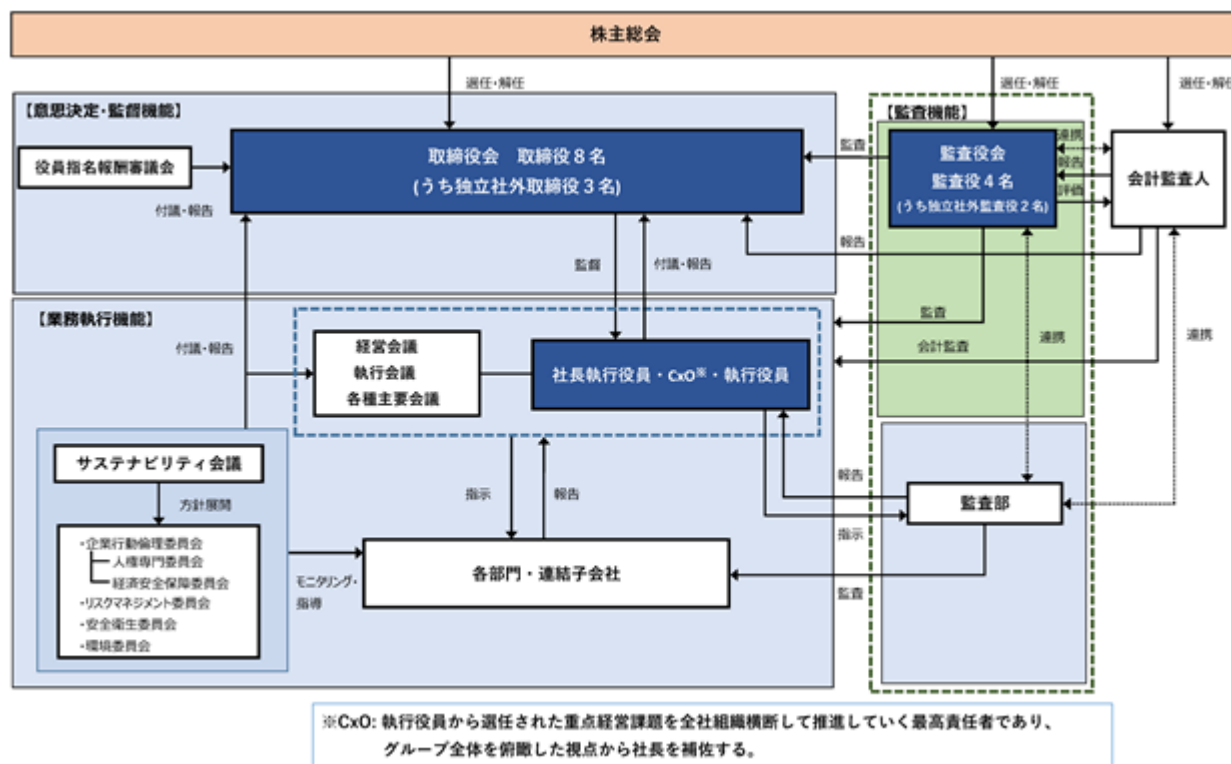 株主総会
選任・解任
選任・解任
選任・解任
【意思決定・監督機能】
役員指名報酬審議会
取締役会　取締役８名
(うち独立社外取締役３名)
付議・報告
監督
付議・報告
監査
【監査機能】
監査役会
監査役４名
(うち独立社外監査役２名)
連携
報告
評価
会計監査人
報告
【業務執行機能】
付議・報告
経営会議
執行会議
各種主要会議
社長執行役員・CxO※・執行役員
監査
会計監査
連携
連携
サステナビリティ会議
方針展開
・企業行動倫理委員会
人権専門委員会
経済安全保障委員会
・リスクマネジメント委員会
・安全衛生委員会
・環境委員会
モニタリング・
指導
指示
報告
各部門・連結子会社
報告
指示
監査部
監査
※CxO: 執行役員から選任された重点経営課題を全社組織横断して推進していく最高責任者であり、
グループ全体を俯瞰した視点から社長を補佐する。